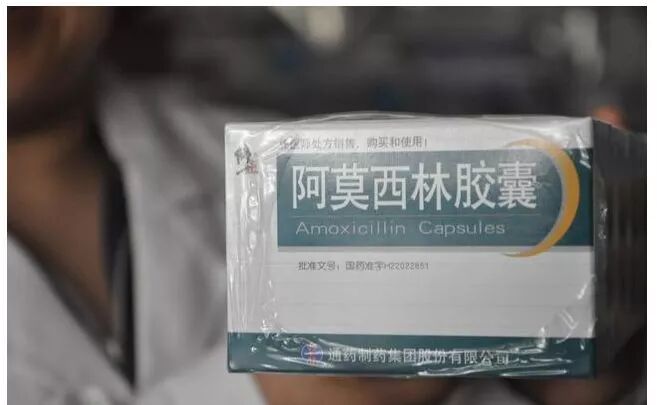 凭医师处方销售、购买和使用!
修正
阿莫西林胶囊
Amoxicillin Capsules
批准文号: 国药准字H22022851
通药制药集团股份有限公司